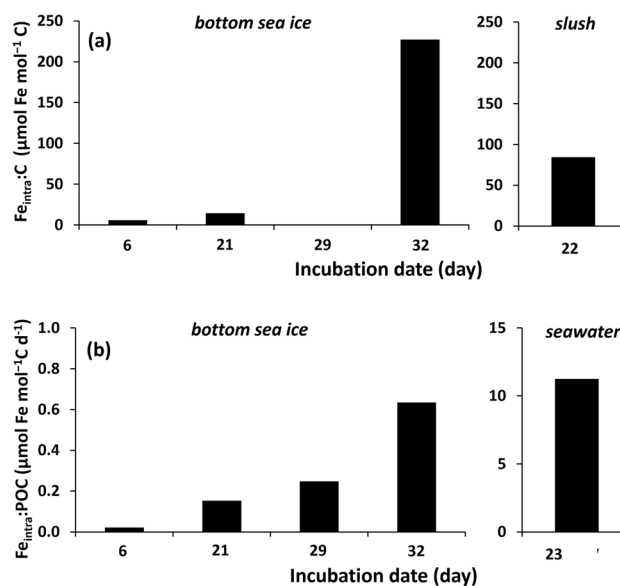 (a)
bottom sea ice
slush
Fe_intra:C (μmol Fe mol⁻¹ C)
250
200
150
100
50
0
6 21 29 32
250
200
150
100
50
0
22
Incubation date (day)
(b)
bottom sea ice
seawater
Fe_intra:POC (μmol Fe mol⁻¹C d⁻¹)
1.0
0.8
0.6
0.4
0.2
0.0
6 21 29 32
15
10
5
0
23
Incubation date (day)